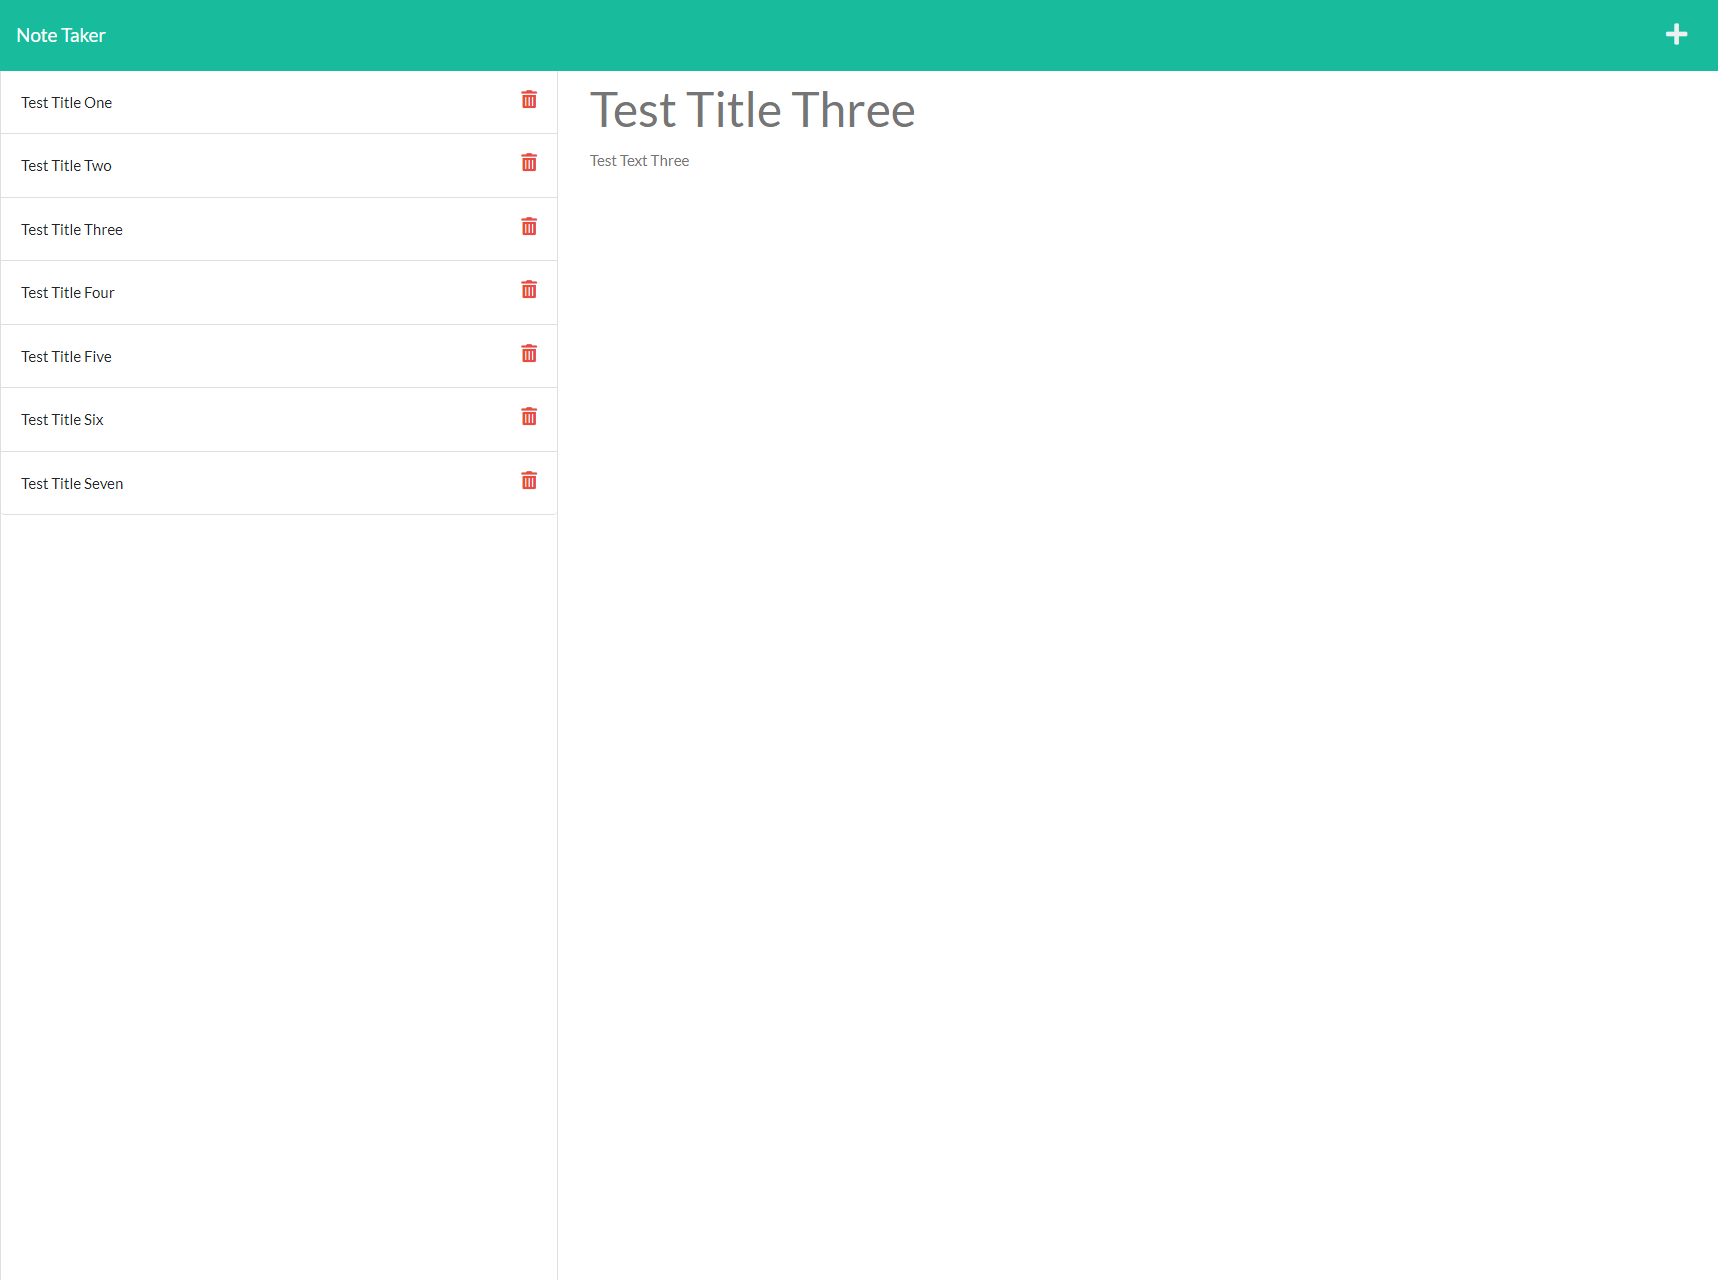 Note Taker
Test Title One
Test Title Two
Test Title Three
Test Title Four
Test Title Five
Test Title Six
Test Title Seven
Test Title Three
Test Text Three